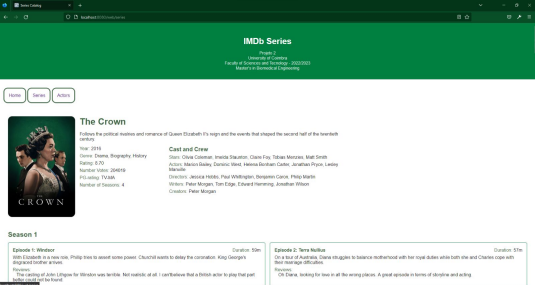 Series Catalog
localhost
IMDb Series
Projeto 2
University of Coimbra
Faculty of Sciences and Technology - 2022/2023
Master's in Biomedical Engineering
Home
Series
Actors
The Crown
Follows the political rivalries and romance of Queen Elizabeth II's reign and the events that shaped the second half of the twentieth
century.
Year: 2016
Genre: Drama, Biography, History
Rating: 8.70
Number Votes: 204016
PG-rating: TV-MA
Number of Seasons: 4
Cast and Crew
Stars: Olivia Colman, Imelda Staunton, Claire Foy, Tobias Menzies, Matt Smith
Actors: Marion Bailey, Dominic West, Helena Bonham Carter, Jonathan Pryce, Lesley
Manville
Directors: Jessica Hobbs, Paul Whittington, Benjamin Caron, Philip Martin
Writers: Peter Morgan, Tom Edge, Edward Hemming, Jonathan Wilson
Creators: Peter Morgan
THE
CROWN
Season 1
Episode 1: Windsor
Duration: 59m
With Elizabeth in a new role, Philip tries to assert some power. Churchill wants to delay the coronation. King George's
disgraced brother arrives.
Reviews:
The casting of John Lithgow for Winston was terrible. Not realistic at all. I can't believe that a British actor to play that part
better could not be found
Episode 2: Terra Nullius
Duration: 57m
On a tour of Australia, Diana struggles to balance motherhood with her royal duties while both she and Charles cope with
their marriage difficulties.
Reviews:
Oh Diana, looking for love in all the wrong places. A great episode in terms of storyline and acting.